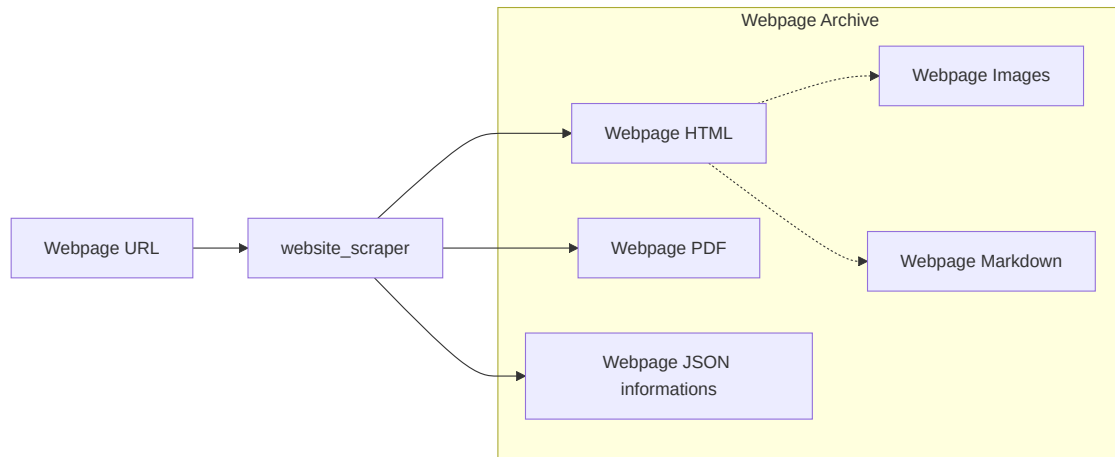 Webpage Archive
Webpage Images
Webpage HTML
Webpage URL
website_scraper
Webpage PDF
Webpage Markdown
Webpage JSON
informations